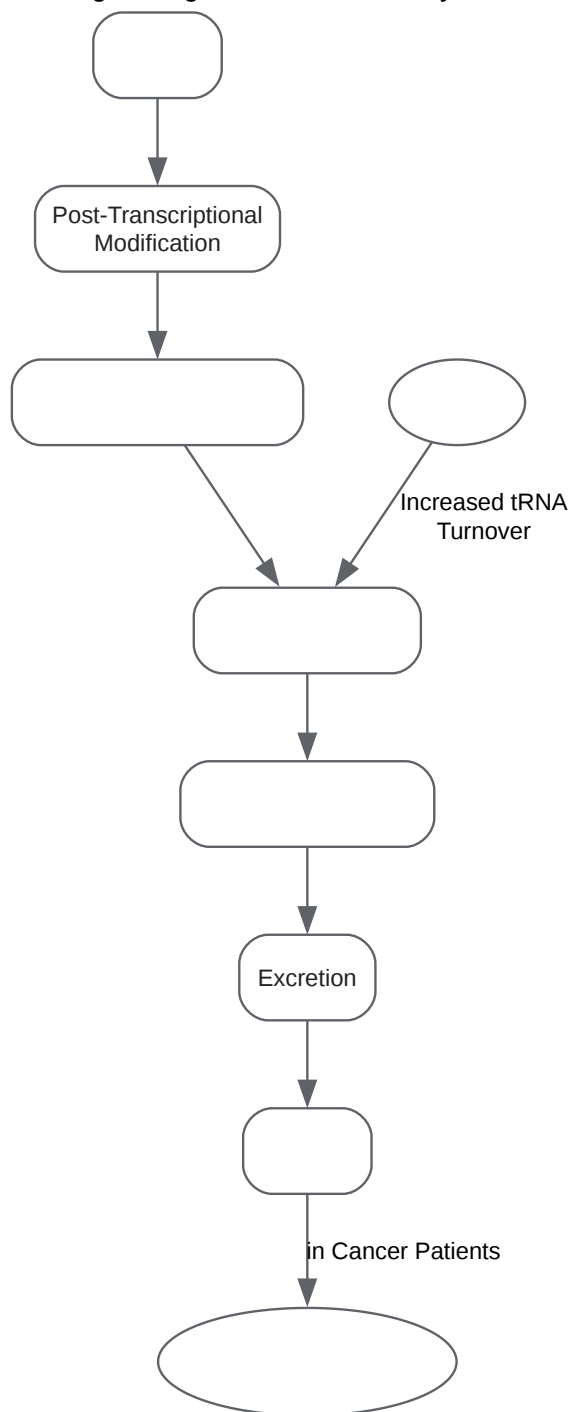 Post-Transcriptional
Modification
Increased tRNA
Turnover
Excretion
in Cancer Patients